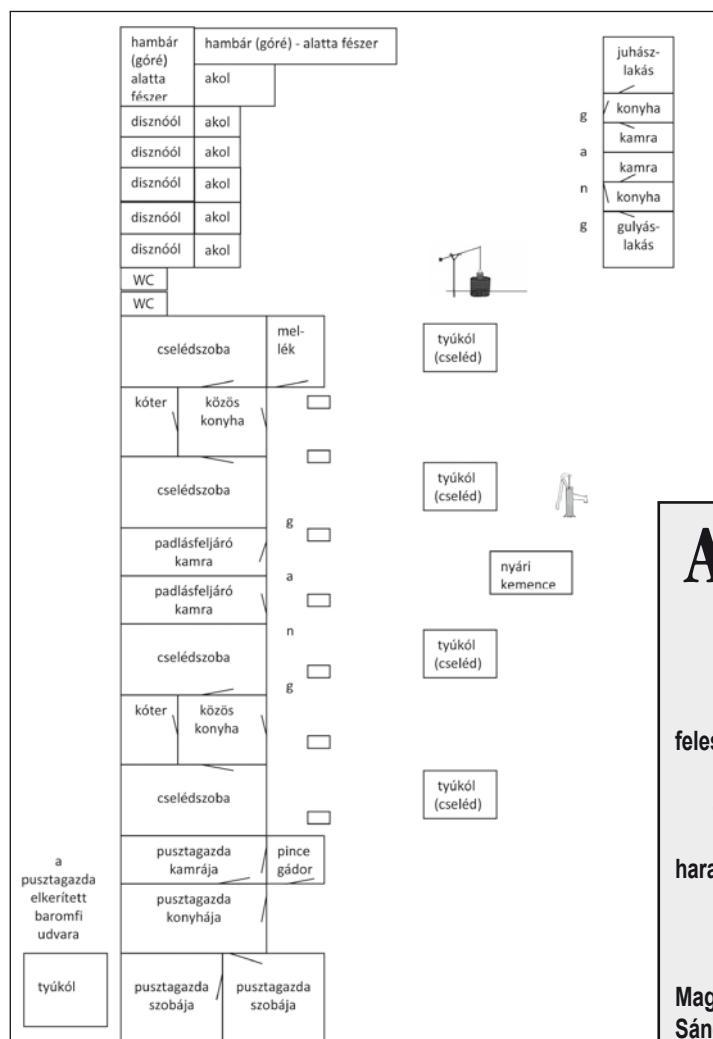 hambár
(góré)
alatta
fészer
hambár (góré) - alatta fészer
akol
disznóól
akol
disznóól
akol
disznóól
akol
disznóól
akol
disznóól
akol
WC
WC
cselédszoba
mel-
lék
kóter
közös
konyha
cselédszoba
padlásfeljáró
kamra
padlásfeljáró
kamra
cselédszoba
kóter
közös
konyha
cselédszoba
pusztagazda
kamrája
pince
gádor
pusztagazda
konyhája
pusztagazda
szobája
pusztagazda
szobája
g
a
n
g
a
pusztagazda
elkerített
baromfi
udvara
tyúkól
tyúkól
(cseléd)
tyúkól
(cseléd)
nyári
kemence
tyúkól
(cseléd)
tyúkól
(cseléd)
juhász-
lakás
konyha
kamra
kamra
konyha
gulyás-
lakás
g
a
n
g
A
feles
hara
Mag
Sán